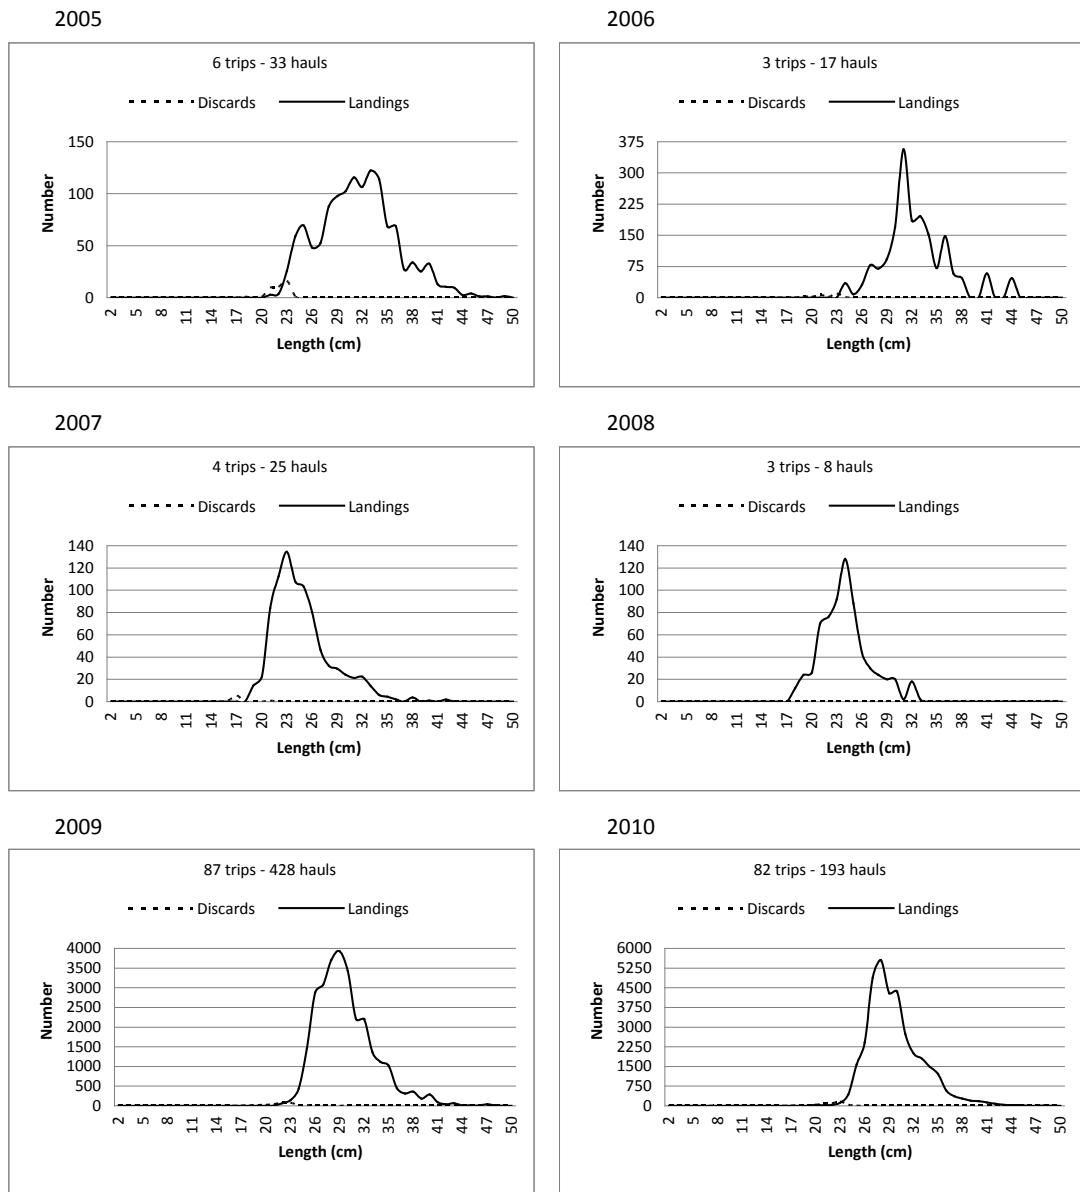 2005
6 trips - 33 hauls
Discards Landings
150
100
50
0
Number
2 5 8 11 14 17 20 23 26 29 32 35 38 41 44 47 50
Length (cm)
2006
3 trips - 17 hauls
Discards Landings
375
300
225
150
75
0
Number
2 5 8 11 14 17 20 23 26 29 32 35 38 41 44 47 50
Length (cm)
2007
4 trips - 25 hauls
Discards Landings
140
120
100
80
60
40
20
0
Number
2 5 8 11 14 17 20 23 26 29 32 35 38 41 44 47 50
Length (cm)
2008
3 trips - 8 hauls
Discards Landings
140
120
100
80
60
40
20
0
Number
2 5 8 11 14 17 20 23 26 29 32 35 38 41 44 47 50
Length (cm)
2009
87 trips - 428 hauls
Discards Landings
4000
3500
3000
2500
2000
1500
1000
500
0
Number
2 5 8 11 14 17 20 23 26 29 32 35 38 41 44 47 50
Length (cm)
2010
82 trips - 193 hauls
Discards Landings
6000
5250
4500
3750
3000
2250
1500
750
0
Number
2 5 8 11 14 17 20 23 26 29 32 35 38 41 44 47 50
Length (cm)